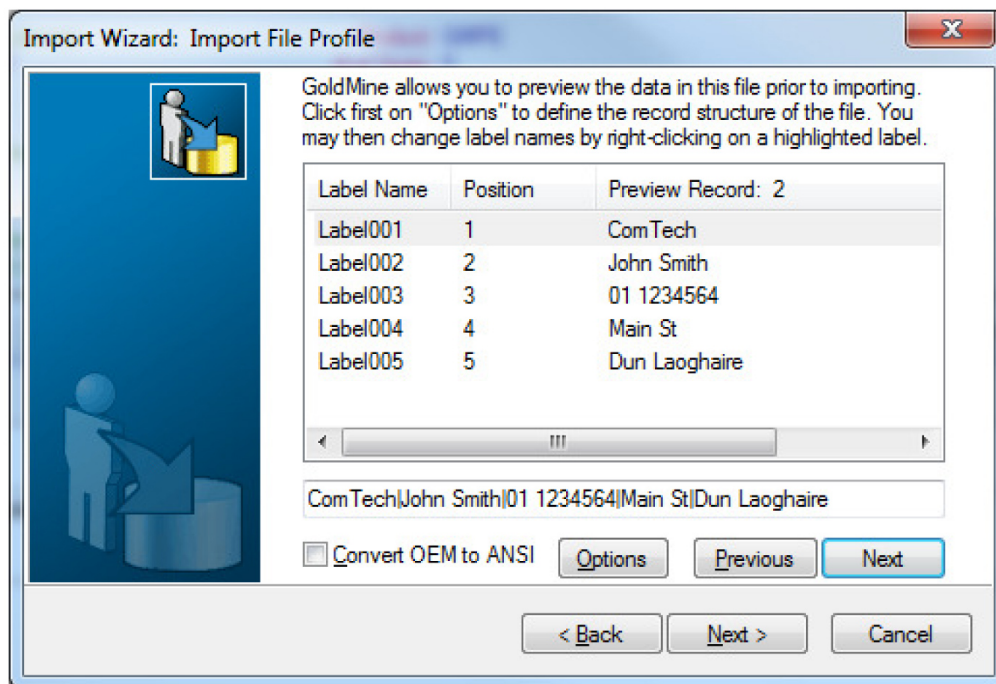 Import Wizard: Import File Profile
GoldMine allows you to preview the data in this file prior to importing.
Click first on "Options" to define the record structure of the file. You
may then change label names by right-clicking on a highlighted label.
Label Name Position Preview Record: 2
Label001 1 ComTech
Label002 2 John Smith
Label003 3 01 1234564
Label004 4 Main St
Label005 5 Dun Laoghaire
ComTech|John Smith|01 1234564|Main St|Dun Laoghaire
Convert OEM to ANSI Options Previous Next
< Back Next > Cancel